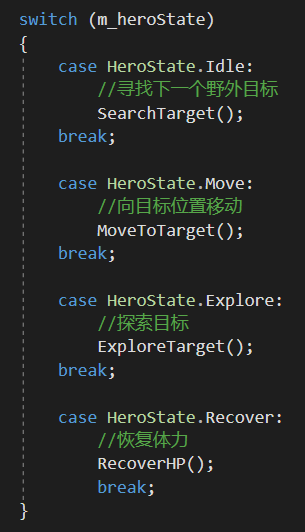 switch (m_heroState)
{
    case HeroState.Idle:
        //寻找下一个野外目标
        SearchTarget();
    break;

    case HeroState.Move:
        //向目标位置移动
        MoveToTarget();
    break;

    case HeroState.Explore:
        //探索目标
        ExploreTarget();
    break;

    case HeroState.Recover:
        //恢复体力
        RecoverHP();
        break;
}